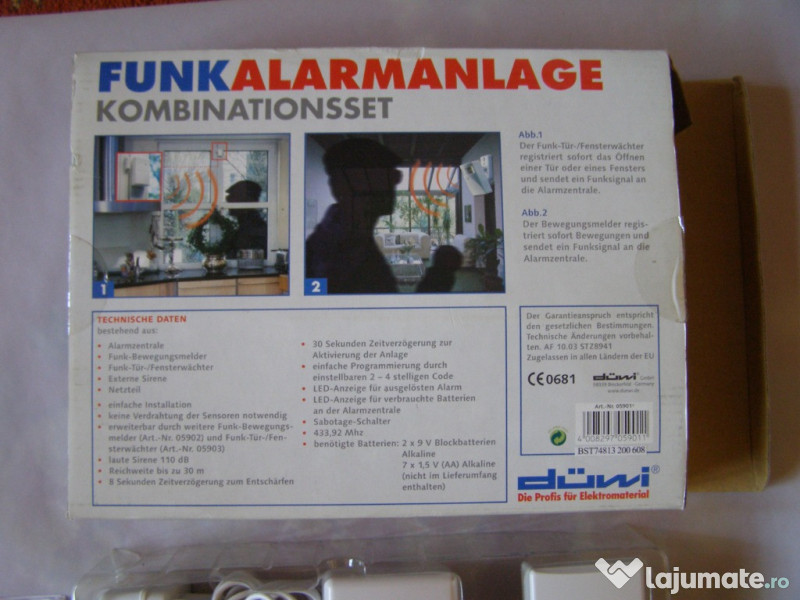 FUNKALARMANLAGE
KOMBINATIONSSET
1
2
Abb.1
Der Funk-Tür-/Fensterwächter
registriert sofort das Öffnen
einer Tür oder eines Fensters
und sendet ein Funksignal an
die Alarmzentrale.
Abb.2
Der Bewegungsmelder regis-
triert sofort Bewegungen und
sendet ein Funksignal an die
Alarmzentrale.
TECHNISCHE DATEN
bestehend aus:
• Alarmzentrale
• Funk-Bewegungsmelder
• Funk-Tür-/Fensterwächter
• Externe Sirene
• Netzteil
• einfache Installation
• keine Verdrahtung der Sensoren notwendig
• erweiterbar durch weitere Funk-Bewegungs-
melder (Art.-Nr. 05902) und Funk-Tür-/Fen-
sterwächter (Art.-Nr. 05903)
• laute Sirene 110 dB
• Reichweite bis zu 30 m
• 8 Sekunden Zeitverzögerung zum Entschärfen
• 30 Sekunden Zeitverzögerung zur
Aktivierung der Anlage
• einfache Programmierung durch
einstellbaren 2 – 4 stelligen Code
• LED-Anzeige für ausgelösten Alarm
• LED-Anzeige für verbrauchte Batterien
an der Alarmzentrale
• Sabotage-Schalter
• 433,92 Mhz
• benötigte Batterien: 2 x 9 V Blockbatterien
Alkaline
7 x 1,5 V (AA) Alkaline
(nicht im Lieferumfang
enthalten)
Der Garantieanspruch entspricht
den gesetzlichen Bestimmungen.
Technische Änderungen vorbehal-
ten. AF 10.03 STZ8941
Zugelassen in allen Ländern der EU
CE0681
düwi GmbH
Germany
Art.-Nr. 05901
4008297059011
BST74813 200 608
düwi®
Die Profis für Elektromaterial
lajumate.ro